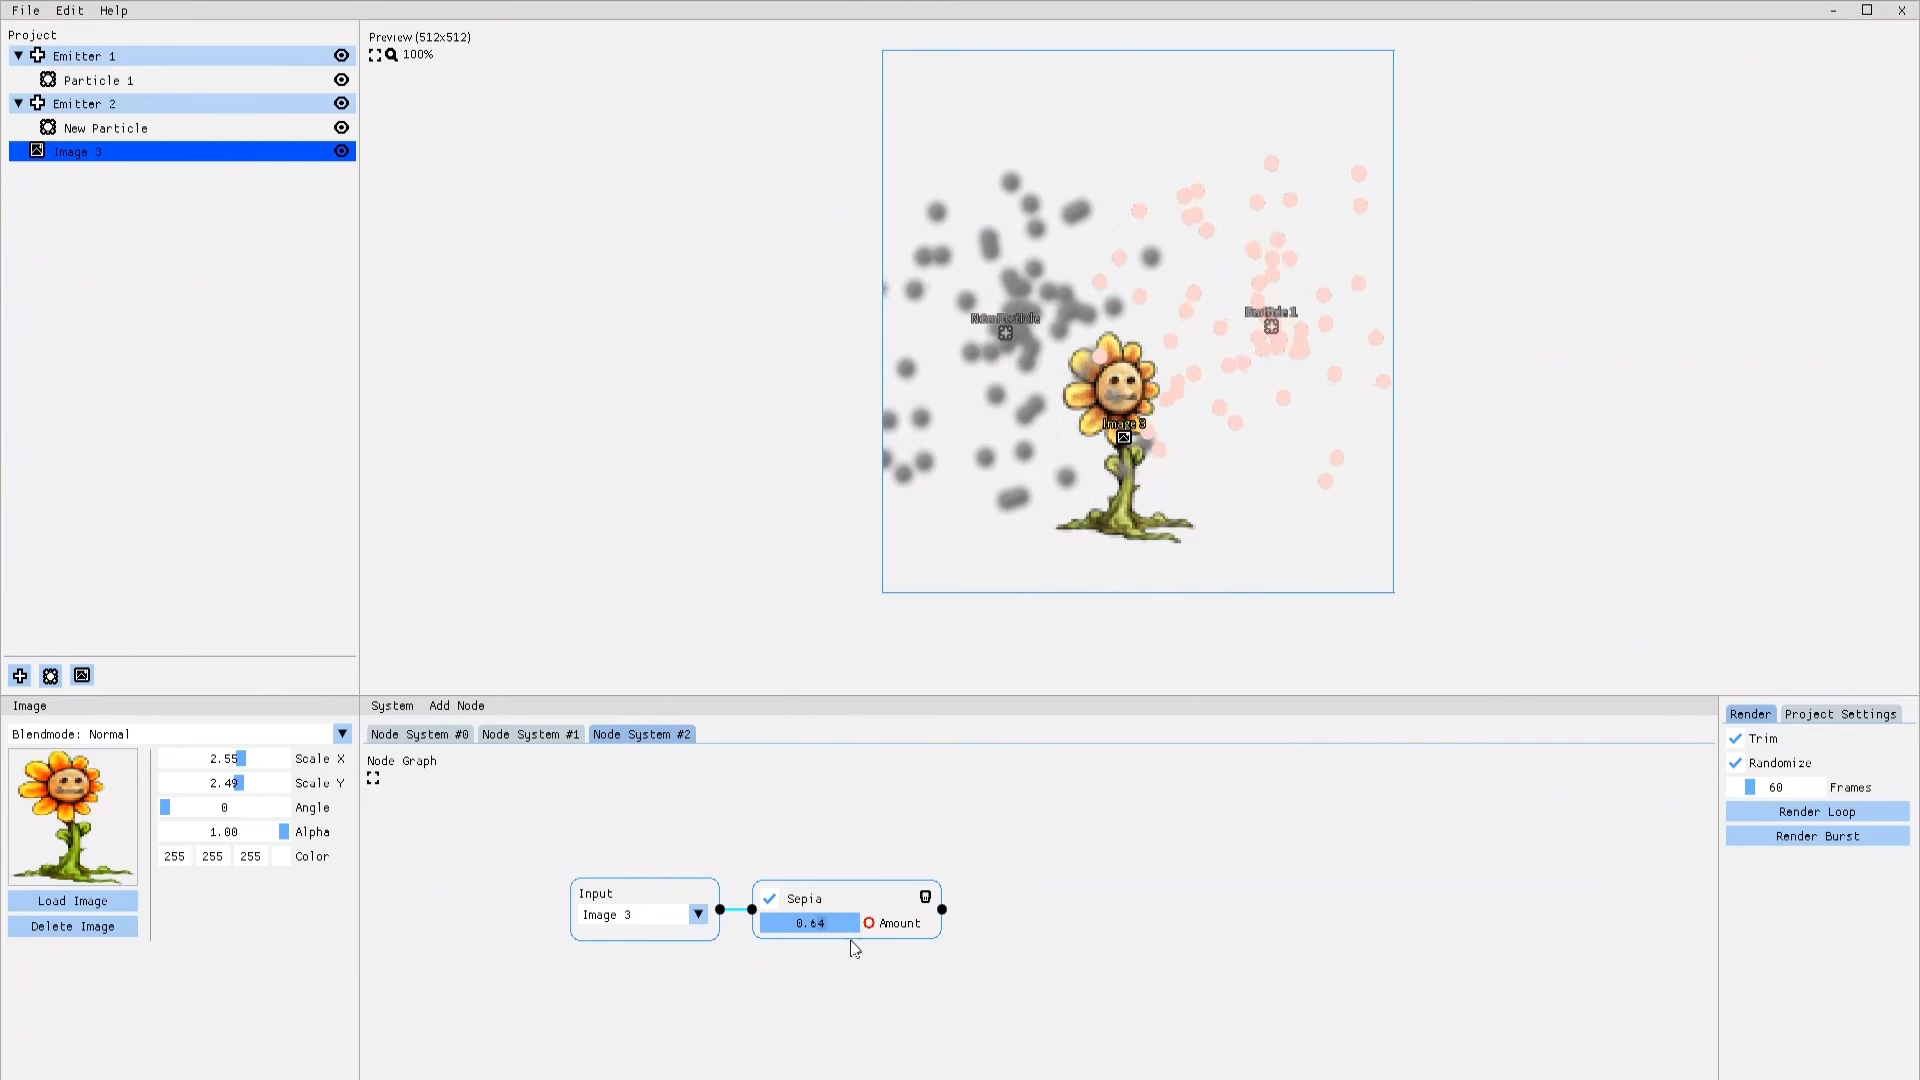 File Edit Help
- X
Project
Emitter 1
Particle 1
Emitter 2
New Particle
Image 3
Preview (512x512)
100%
Particle 1
Image 3
Image
Blendmode: Normal
2.55 Scale X
2.49 Scale Y
0 Angle
1.00 Alpha
255 255 255 Color
Load Image
Delete Image
System Add Node
Node System #0 Node System #1 Node System #2
Node Graph
Input
Image 3
Sepia
0.64 Amount
Render Project Settings
Trim
Randomize
60 Frames
Render Loop
Render Burst